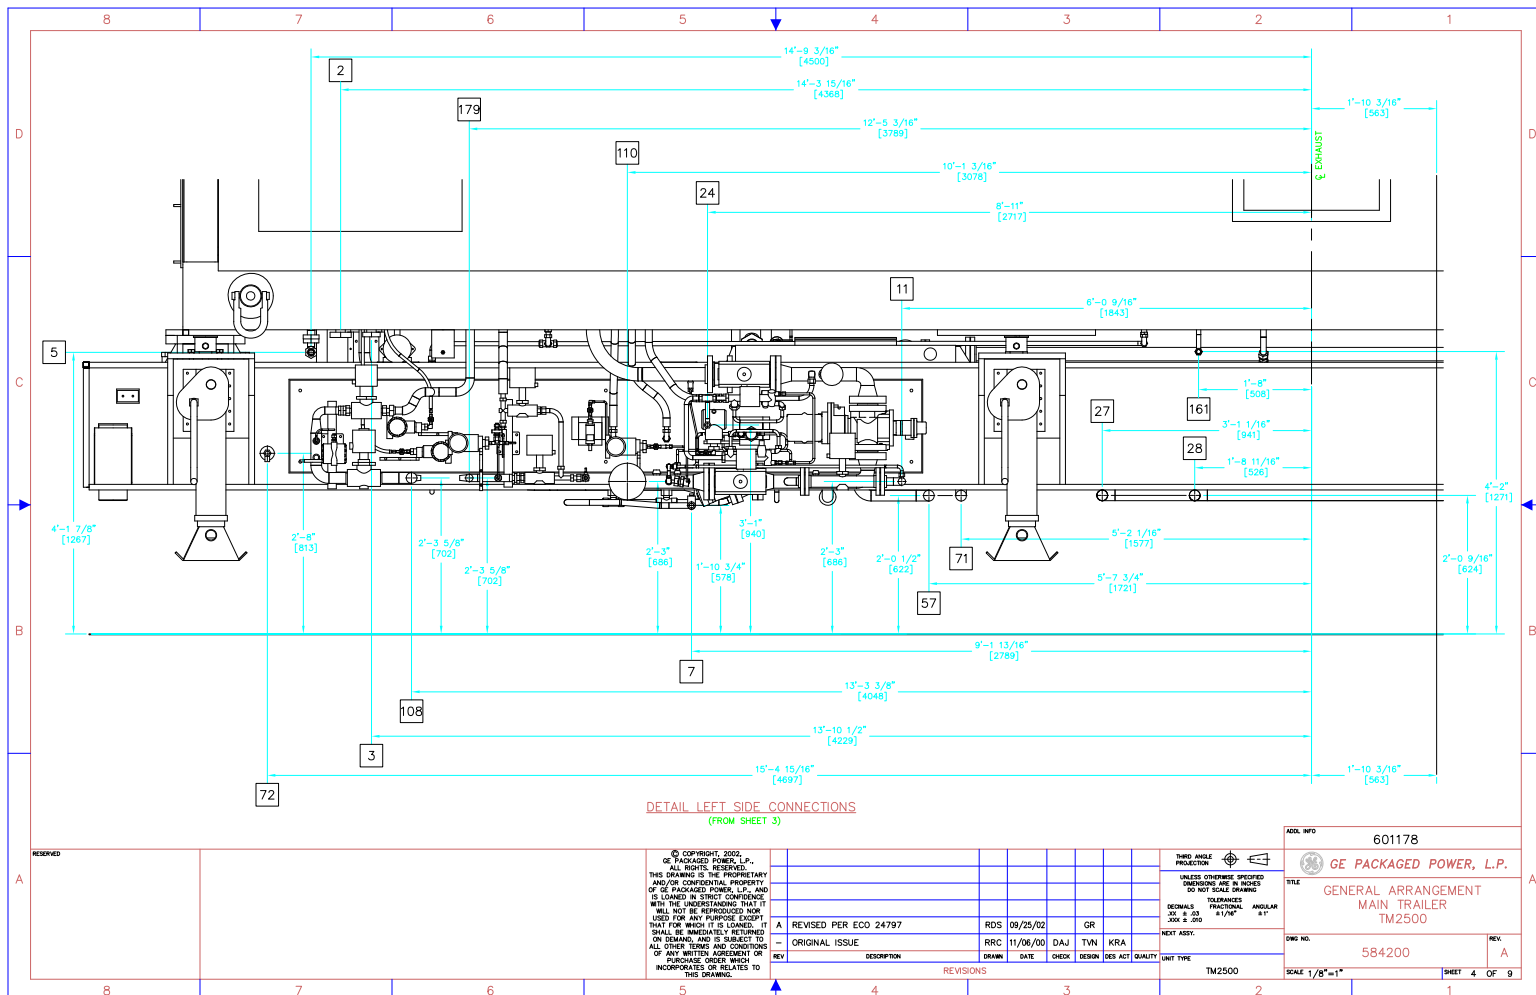 8 7 6 5 4 3 2 1
14'-9 3/16"
[4500]
2
14'-3 15/16"
[4368]
1'-10 3/16"
[563]
179
12'-5 3/16"
[3789]
D
D
℄ EXHAUST
110
10'-1 3/16"
[3078]
24
8'-11"
[2717]
11
6'-0 9/16"
[1843]
5
C
C
1'-8"
[508]
161
27
3'-1 1/16"
[941]
28
1'-8 11/16"
[526]
4'-2"
[1271]
4'-1 7/8"
[1267]
2'-8"
[813]
2'-3 5/8"
[702]
2'-3 5/8"
[702]
2'-3"
[686]
1'-10 3/4"
[578]
3'-1"
[940]
2'-3"
[686]
2'-0 1/2"
[622]
5'-2 1/16"
[1577]
71
2'-0 9/16"
[624]
5'-7 3/4"
[1721]
57
B
B
9'-1 13/16"
[2789]
7
13'-3 3/8"
[4048]
108
13'-10 1/2"
[4229]
3
15'-4 15/16"
[4697]
1'-10 3/16"
[563]
72
DETAIL LEFT SIDE CONNECTIONS
(FROM SHEET 3)
RESERVED
A
A
© COPYRIGHT, 2002,
GE PACKAGED POWER, L.P.,
ALL RIGHTS. RESERVED.
THIS DRAWING IS THE PROPRIETARY
AND/OR CONFIDENTIAL PROPERTY
OF GE PACKAGED POWER, L.P., AND
IS LOANED IN STRICT CONFIDENCE
WITH THE UNDERSTANDING THAT IT
WILL NOT BE REPRODUCED NOR
USED FOR ANY PURPOSE EXCEPT
THAT FOR WHICH IT IS LOANED. IT
SHALL BE IMMEDIATELY RETURNED
ON DEMAND, AND IS SUBJECT TO
ALL OTHER TERMS AND CONDITIONS
OF ANY WRITTEN AGREEMENT OR
PURCHASE ORDER WHICH
INCORPORATES OR RELATES TO
THIS DRAWING.
A REVISED PER ECO 24797 RDS 09/25/02 GR
– ORIGINAL ISSUE RRC 11/06/00 DAJ TVN KRA
REV DESCRIPTION DRAWN DATE CHECK DESIGN DES ACT QUALITY
REVISIONS
THIRD ANGLE
PROJECTION
UNLESS OTHERWISE SPECIFIED
DIMENSIONS ARE IN INCHES
DO NOT SCALE DRAWING
TOLERANCES
DECIMALS FRACTIONAL ANGULAR
.XX ± .03 ±1/16" ±1°
.XXX ± .010
NEXT ASSY.
UNIT TYPE
TM2500
ADDL INFO
601178
GE PACKAGED POWER, L.P.
TITLE
GENERAL ARRANGEMENT
MAIN TRAILER
TM2500
DWG NO.
584200
REV.
A
SCALE 1/8"=1"
SHEET 4 OF 9
8 7 6 5 4 3 2 1